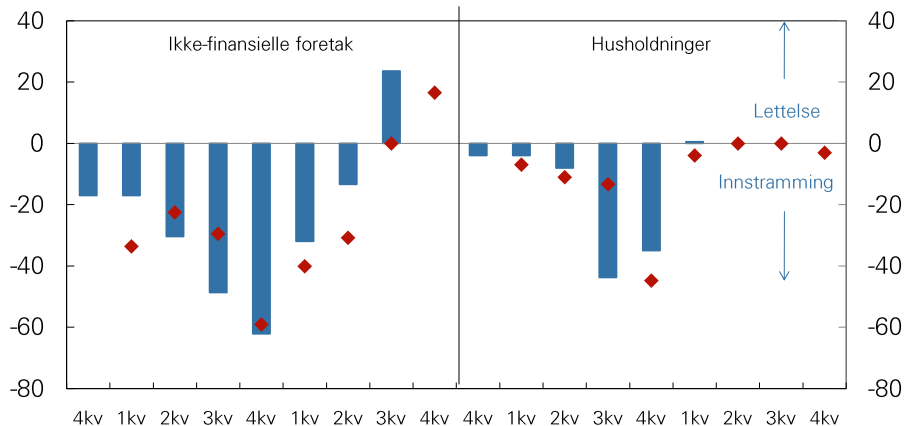 40
20
0
-20
-40
-60
-80
Ikke-finansielle foretak
Husholdninger
Lettelse
Innstramming
40
20
0
-20
-40
-60
-80
4kv 1kv 2kv 3kv 4kv 1kv 2kv 3kv 4kv 4kv 1kv 2kv 3kv 4kv 1kv 2kv 3kv 4kv